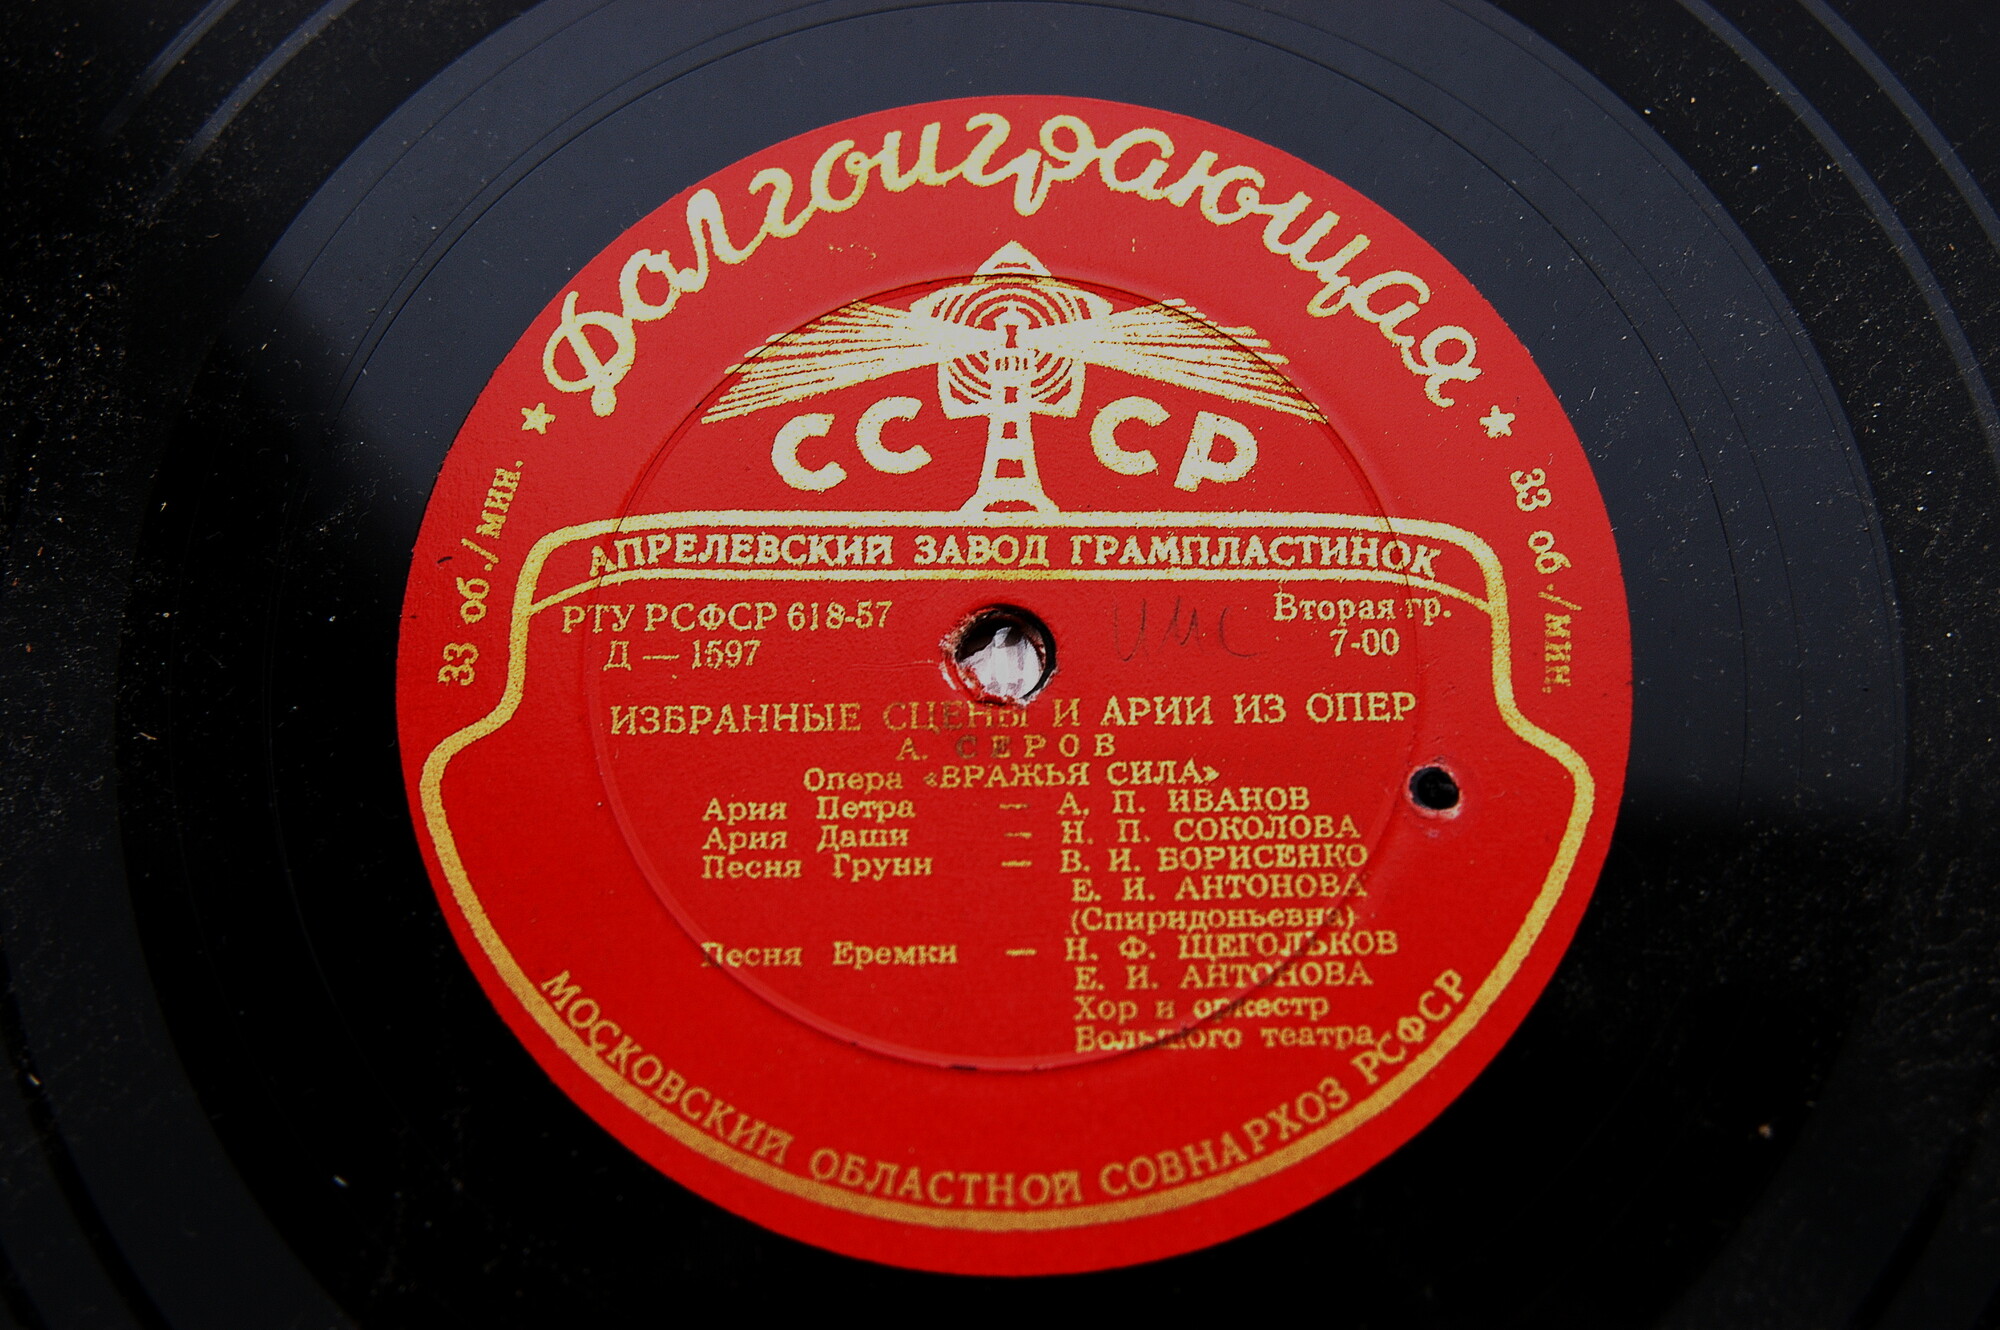 Долгоиграющая
★ 33 об./мин. ★ 33 об./мин.
СССР
АПРЕЛЕВСКИЙ ЗАВОД ГРАМПЛАСТИНОК
РТУ РСФСР 618-57 Вторая гр.
Д — 1597 7-00
ИЗБРАННЫЕ СЦЕНЫ И АРИИ ИЗ ОПЕР
А. СЕРОВ
Опера «ВРАЖЬЯ СИЛА»
Ария Петра — А. П. ИВАНОВ
Ария Даши — Н. П. СОКОЛОВА
Песня Груни — В. И. БОРИСЕНКО
Е. И. АНТОНОВА
(Спиридоньевна)
Песня Еремки — Н. Ф. ЩЕГОЛЬКОВ
Е. И. АНТОНОВА
Хор и оркестр
Большого театра
МОСКОВСКИЙ ОБЛАСТНОЙ СОВНАРХОЗ РСФСР